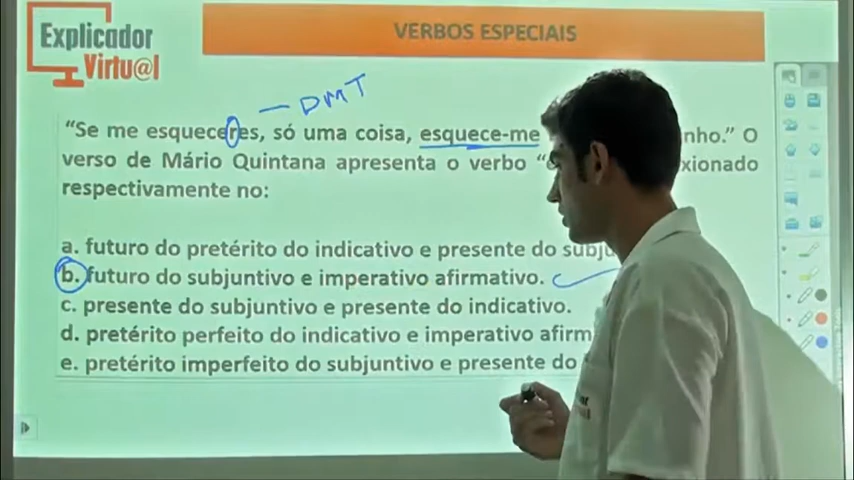 Explicador
Virtu@l
VERBOS ESPECIAIS
DMT
“Se me esqueceres, só uma coisa, esquece-me nho.” O
verso de Mário Quintana apresenta o verbo xionado
respectivamente no:
a. futuro do pretérito do indicativo e presente do subju
b. futuro do subjuntivo e imperativo afirmativo.
c. presente do subjuntivo e presente do indicativo.
d. pretérito perfeito do indicativo e imperativo afirm
e. pretérito imperfeito do subjuntivo e presente do